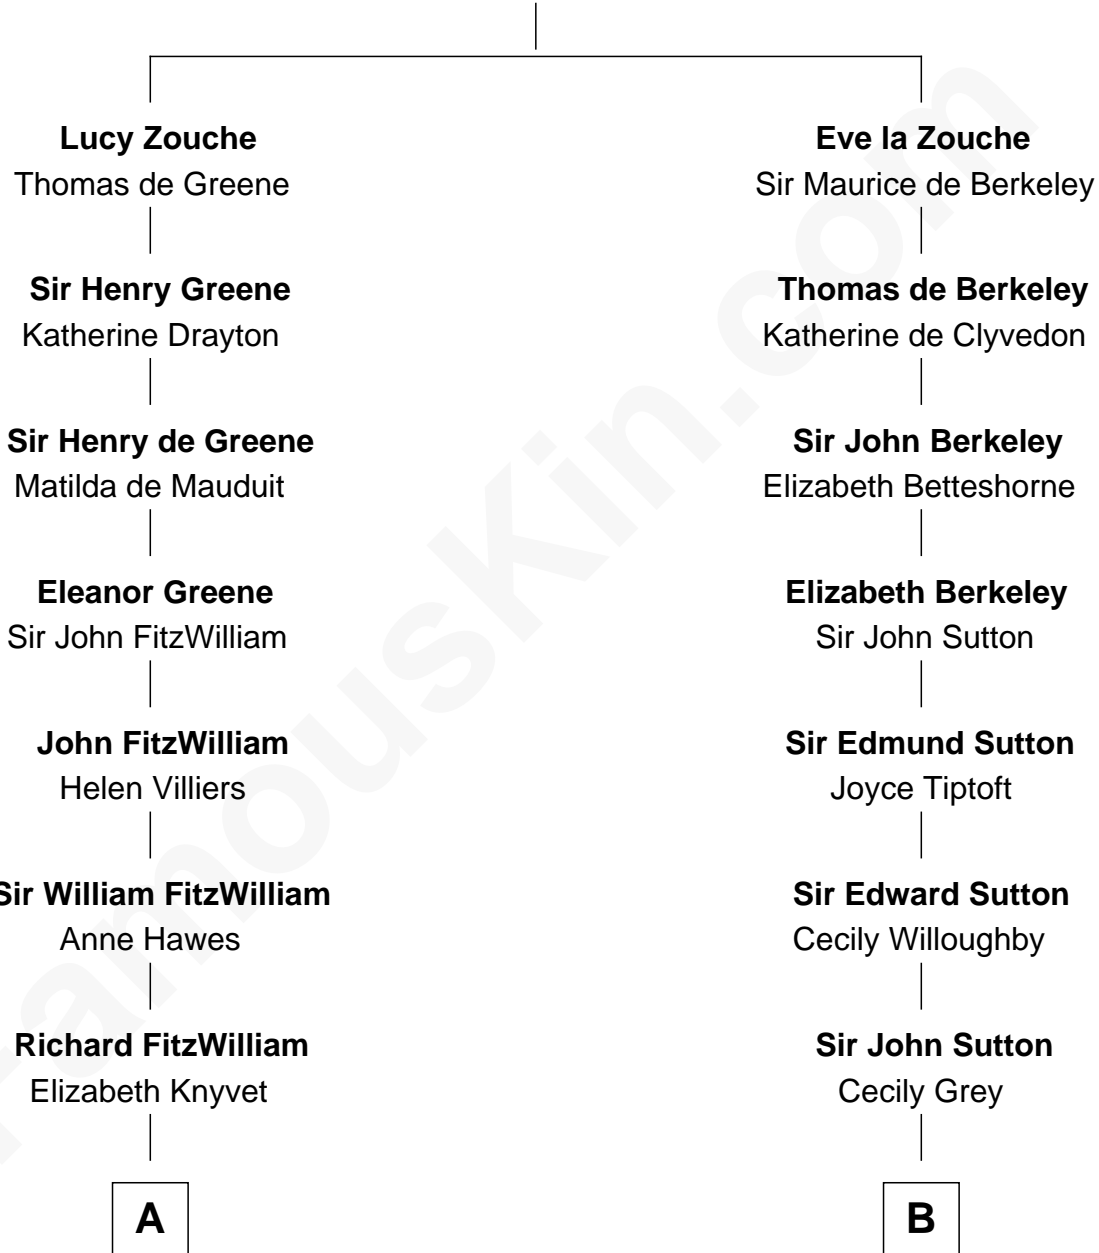 Lucy Zouche
Thomas de Greene
Sir Henry Greene
Katherine Drayton
Sir Henry de Greene
Matilda de Mauduit
Eleanor Greene
Sir John FitzWilliam
John FitzWilliam
Helen Villiers
Sir William FitzWilliam
Anne Hawes
Richard FitzWilliam
Elizabeth Knyvet
A
Eve la Zouche
Sir Maurice de Berkeley
Thomas de Berkeley
Katherine de Clyvedon
Sir John Berkeley
Elizabeth Betteshorne
Elizabeth Berkeley
Sir John Sutton
Sir Edmund Sutton
Joyce Tiptoft
Sir Edward Sutton
Cecily Willoughby
Sir John Sutton
Cecily Grey
B
FamousKin.com